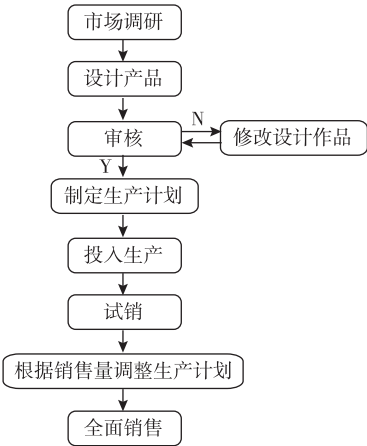 市场调研
设计产品
审核
N
修改设计作品
Y
制定生产计划
投入生产
试销
根据销售量调整生产计划
全面销售